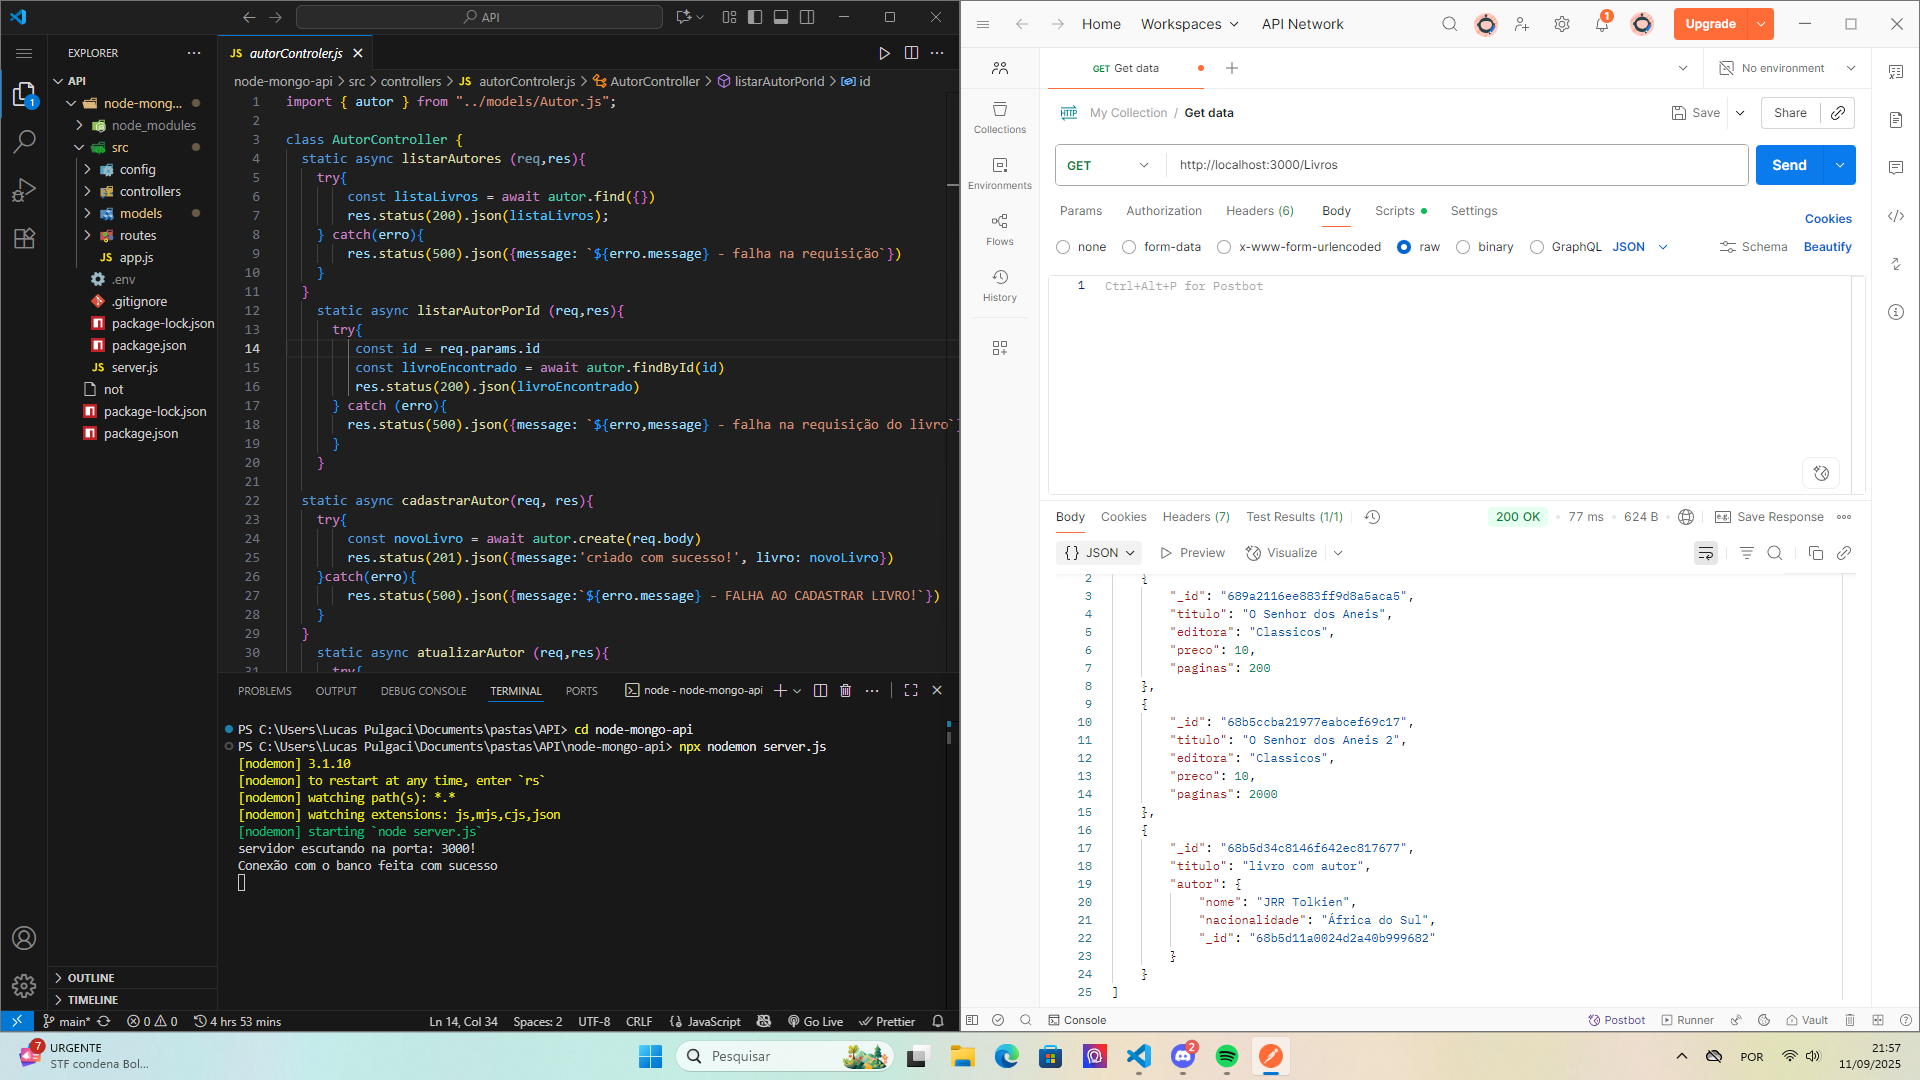 API
EXPLORER
API
node-mong...
node_modules
src
config
controllers
models
routes
app.js
.env
.gitignore
package-lock.json
package.json
server.js
not
package-lock.json
package.json
OUTLINE
TIMELINE
autorControler.js
node-mongo-api > src > controllers > JS autorControler.js > AutorController > listarAutorPorId > id
1 import { autor } from "../models/Autor.js";
2
3 class AutorController {
4 static async listarAutores (req,res){
5 try{
6 const listaLivros = await autor.find({})
7 res.status(200).json(listaLivros);
8 } catch(erro){
9 res.status(500).json({message: `${erro.message} - falha na requisição`})
10 }
11 }
12 static async listarAutorPorId (req,res){
13 try{
14 const id = req.params.id
15 const livroEncontrado = await autor.findById(id)
16 res.status(200).json(livroEncontrado)
17 } catch (erro){
18 res.status(500).json({message: `${erro,message} - falha na requisição do livro`}
19 }
20 }
21
22 static async cadastrarAutor(req, res){
23 try{
24 const novoLivro = await autor.create(req.body)
25 res.status(201).json({message:'criado com sucesso!', livro: novoLivro})
26 }catch(erro){
27 res.status(500).json({message:`${erro.message} - FALHA AO CADASTRAR LIVRO!`})
28 }
29 }
30 static async atualizarAutor (req,res){
31 try{
PROBLEMS OUTPUT DEBUG CONSOLE TERMINAL PORTS node - node-mongo-api
PS C:\Users\Lucas Pulgaci\Documents\pastas\API> cd node-mongo-api
PS C:\Users\Lucas Pulgaci\Documents\pastas\API\node-mongo-api> npx nodemon server.js
[nodemon] 3.1.10
[nodemon] to restart at any time, enter `rs`
[nodemon] watching path(s): *.*
[nodemon] watching extensions: js,mjs,cjs,json
[nodemon] starting `node server.js`
servidor escutando na porta: 3000!
Conexão com o banco feita com sucesso
main* 0 0 4 hrs 53 mins Ln 14, Col 34 Spaces: 2 UTF-8 CRLF {} JavaScript Go Live Prettier
Home Workspaces API Network 1 Upgrade
GET Get data No environment
HTTP My Collection / Get data Save Share
GET http://localhost:3000/Livros Send
Params Authorization Headers (6) Body Scripts Settings Cookies
none form-data x-www-form-urlencoded raw binary GraphQL JSON Schema Beautify
1 Ctrl+Alt+P for Postbot
Collections
Environments
Flows
History
Body Cookies Headers (7) Test Results (1/1) 200 OK 77 ms 624 B Save Response
{} JSON Preview Visualize
2 {
3 "_id": "689a2116ee883ff9d8a5aca5",
4 "titulo": "O Senhor dos Aneis",
5 "editora": "Classicos",
6 "preco": 10,
7 "paginas": 200
8 },
9 {
10 "_id": "68b5ccba21977eabcef69c17",
11 "titulo": "O Senhor dos Aneis 2",
12 "editora": "Classicos",
13 "preco": 10,
14 "paginas": 2000
15 },
16 {
17 "_id": "68b5d34c8146f642ec817677",
18 "titulo": "livro com autor",
19 "autor": {
20 "nome": "JRR Tolkien",
21 "nacionalidade": "África do Sul",
22 "_id": "68b5d11a0024d2a40b999682"
23 }
24 }
25 ]
Console Postbot Runner Vault
7 URGENTE
STF condena Bol...
Pesquisar
2
POR
21:57
11/09/2025